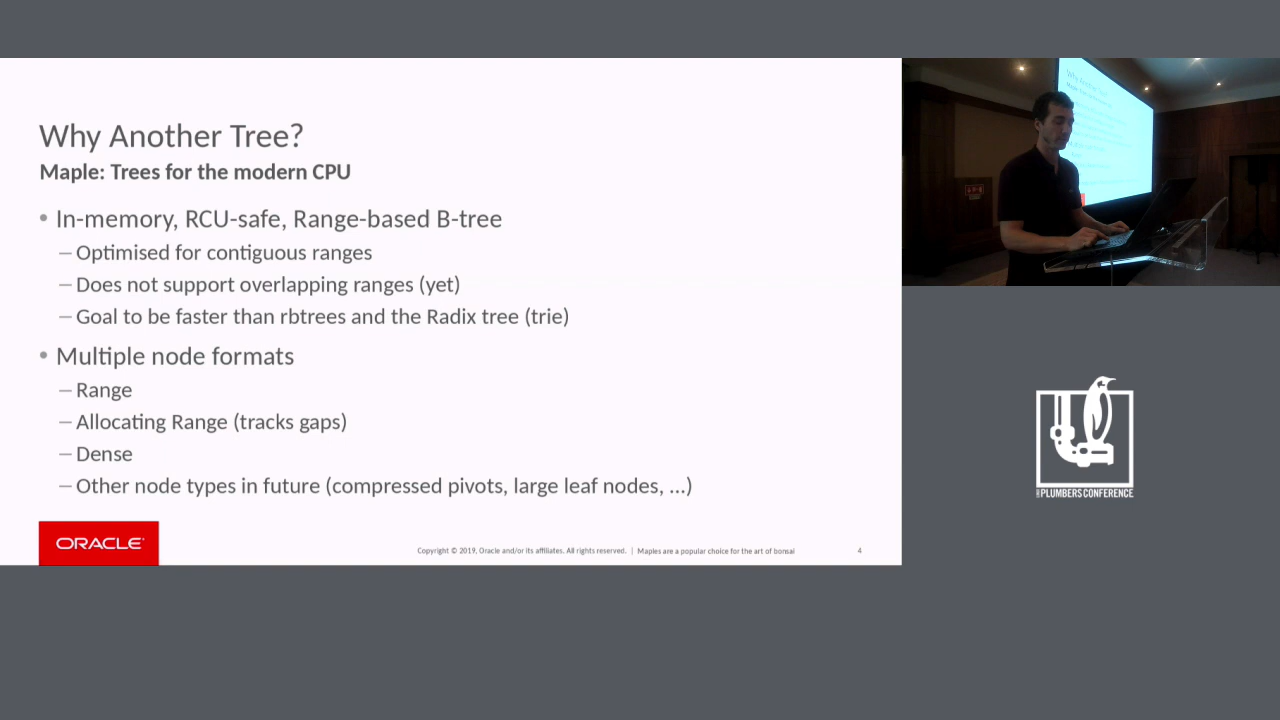 Why Another Tree?
Maple: Trees for the modern CPU
• In-memory, RCU-safe, Range-based B-tree
– Optimised for contiguous ranges
– Does not support overlapping ranges (yet)
– Goal to be faster than rbtrees and the Radix tree (trie)
• Multiple node formats
– Range
– Allocating Range (tracks gaps)
– Dense
– Other node types in future (compressed pivots, large leaf nodes, ...)
ORACLE
Copyright © 2019, Oracle and/or its affiliates. All rights reserved. | Maples are a popular choice for the art of bonsai
4
Why Another Tree?
PLUMBERS CONFERENCE